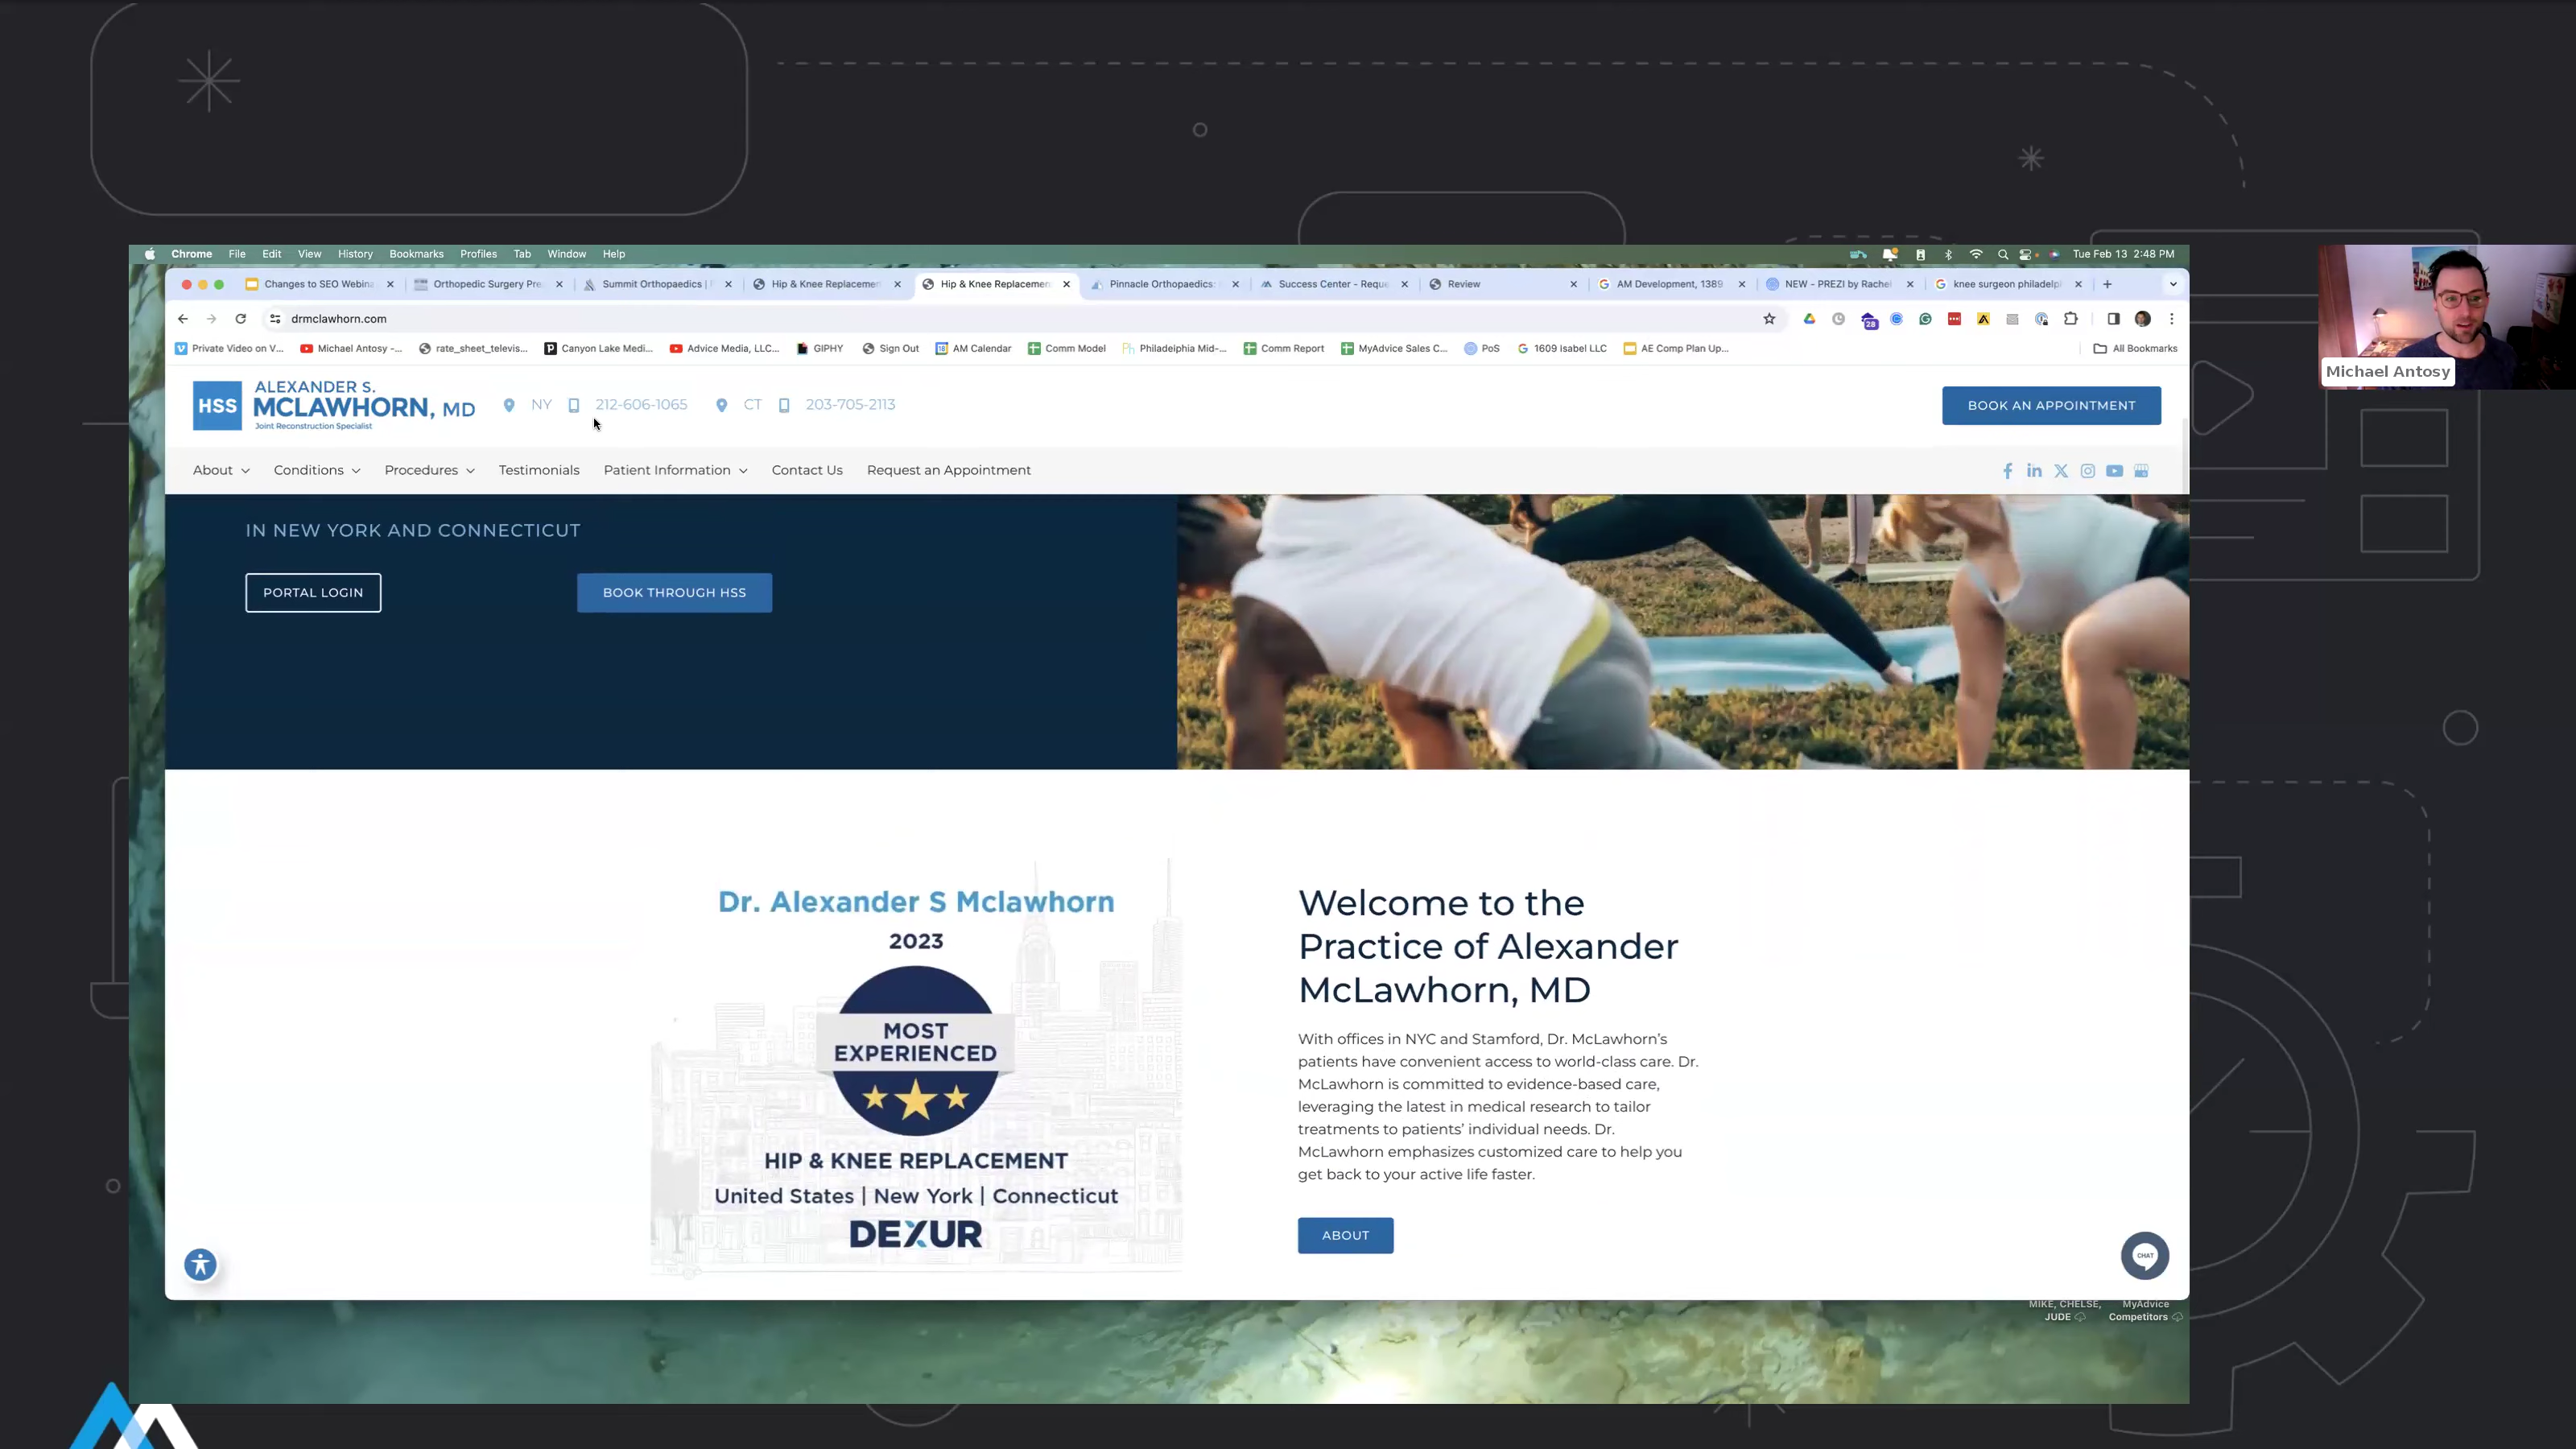 Chrome File Edit View History Bookmarks Profiles Tab Window Help
Tue Feb 13 2:48 PM
Changes to SEO Webina
Orthopedic Surgery Pre
Summit Orthopaedics |
Hip & Knee Replacemen
Hip & Knee Replacemen
Pinnacle Orthopaedics:
Success Center - Reque
Review
AM Development, 1389
NEW - PREZI by Rachel
knee surgeon philadelp
drmclawhorn.com
28
Private Video on V...
Michael Antosy -...
rate_sheet_televis...
Canyon Lake Medi...
Advice Media, LLC...
GIPHY
Sign Out
AM Calendar
Comm Model
Philadelphia Mid-...
Comm Report
MyAdvice Sales C...
PoS
1609 isabel LLC
AE Comp Plan Up...
All Bookmarks
Michael Antosy
HSS
ALEXANDER S.
MCLAWHORN, MD
Joint Reconstruction Specialist
NY 212-606-1065 CT 203-705-2113
BOOK AN APPOINTMENT
About Conditions Procedures Testimonials Patient Information Contact Us Request an Appointment
IN NEW YORK AND CONNECTICUT
PORTAL LOGIN
BOOK THROUGH HSS
Dr. Alexander S Mclawhorn
2023
MOST
EXPERIENCED
HIP & KNEE REPLACEMENT
United States | New York | Connecticut
DEXUR
Welcome to the
Practice of Alexander
McLawhorn, MD
With offices in NYC and Stamford, Dr. McLawhorn's
patients have convenient access to world-class care. Dr.
McLawhorn is committed to evidence-based care,
leveraging the latest in medical research to tailor
treatments to patients' individual needs. Dr.
McLawhorn emphasizes customized care to help you
get back to your active life faster.
ABOUT
CHAT
MIKE, CHELSE,
JUDE
MyAdvice
Competitors